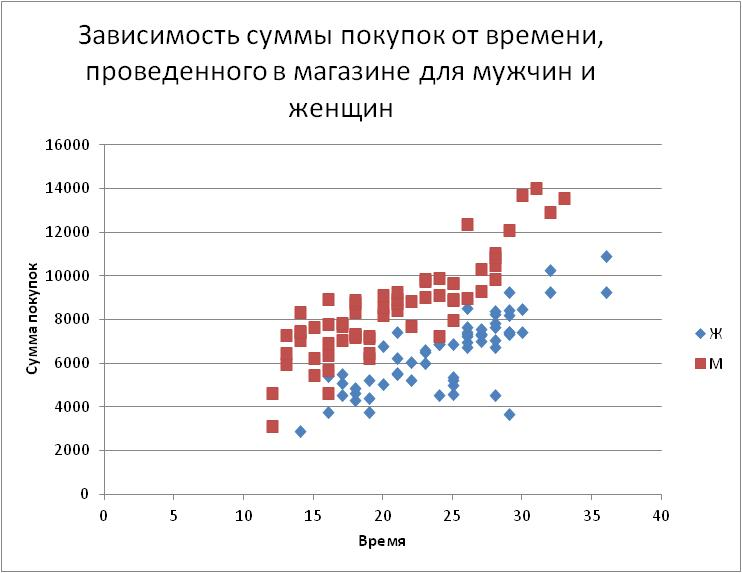 Зависимость суммы покупок от времени,
проведенного в магазине для мужчин и
женщин
16000
14000
12000
10000
8000
6000
4000
2000
0
Сумма покупок
0 5 10 15 20 25 30 35 40
Время
Ж
М